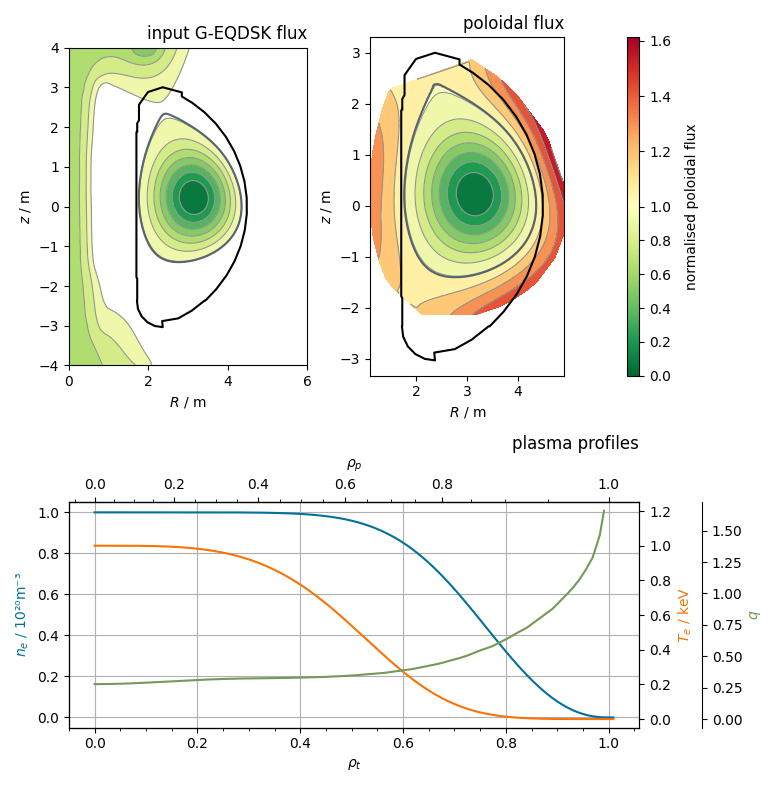 input G-EQDSK flux
4
3
2
1
0
−1
−2
−3
−4
z / m
0 2 4 6
R / m
poloidal flux
3
2
1
0
−1
−2
−3
z / m
2 3 4
R / m
1.6
1.4
1.2
1.0
0.8
0.6
0.4
0.2
0.0
normalised poloidal flux
plasma profiles
ρp
0.0 0.2 0.4 0.6 0.8 1.0
1.0
0.8
0.6
0.4
0.2
0.0
nₑ / 10²⁰m⁻³
1.2
1.0
0.8
0.6
0.4
0.2
0.0
Tₑ / keV
1.50
1.25
1.00
0.75
0.50
0.25
0.00
q
0.0 0.2 0.4 0.6 0.8 1.0
ρt